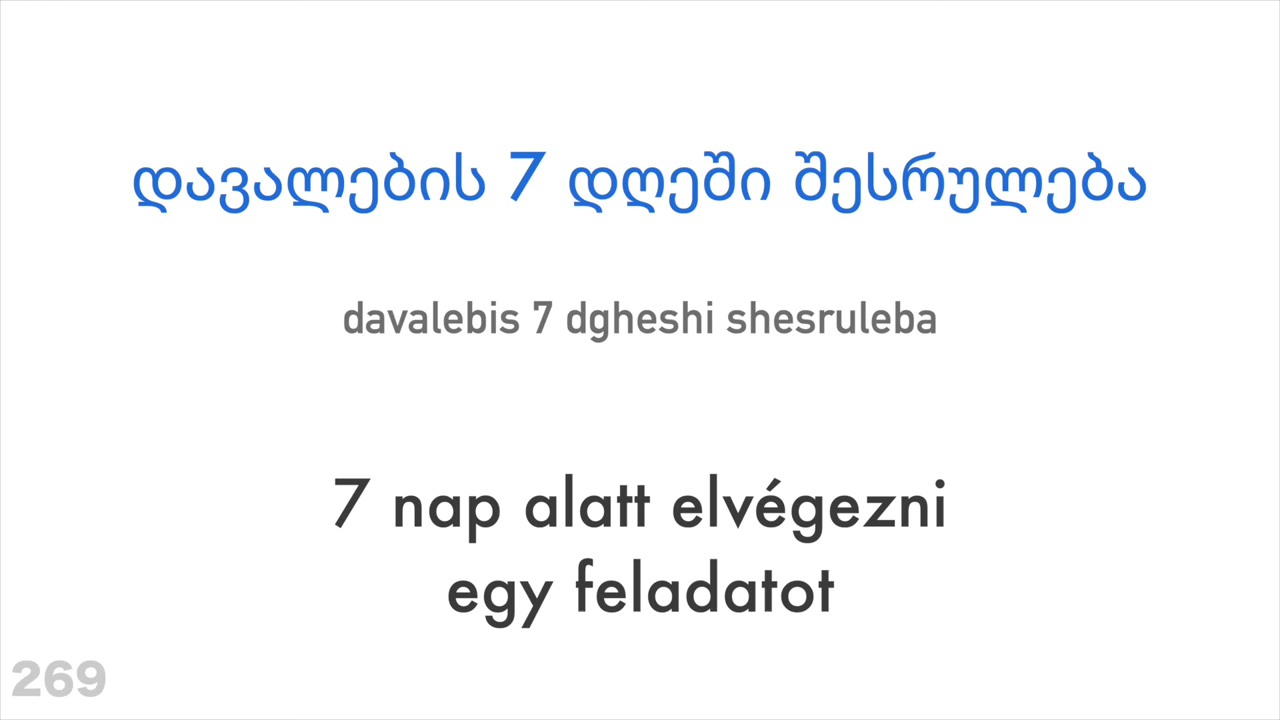 დავალების 7 დღეში შესრულება
davalebis 7 dgheshi shesruleba
7 nap alatt elvégezni
egy feladatot
269